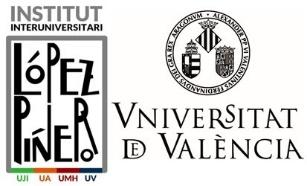 INSTITUT
INTERUNIVERSITARI
LÓPEZ
PIÑERO
UJI UA UMH UV
VNIVERSITAT
DE VALÈNCIA